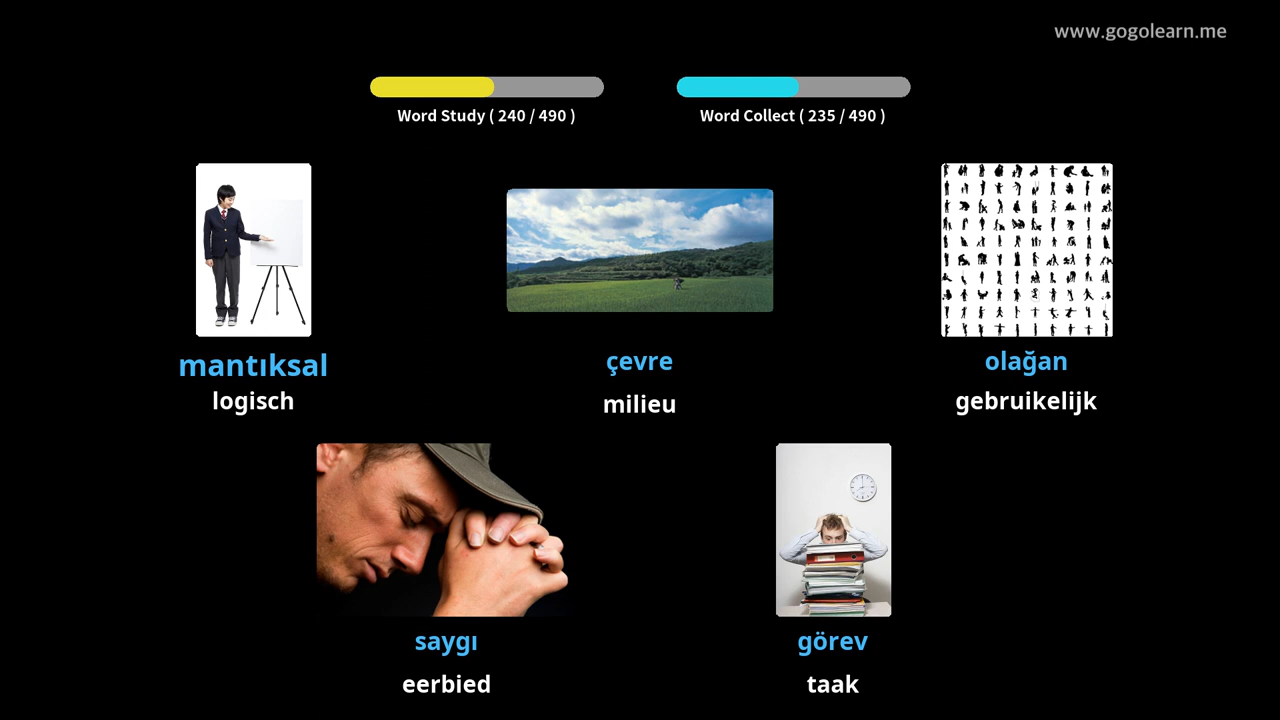 www.gogolearn.me
Word Study ( 240 / 490 )
Word Collect ( 235 / 490 )
mantıksal
logisch
çevre
milieu
olağan
gebruikelijk
saygı
eerbied
görev
taak